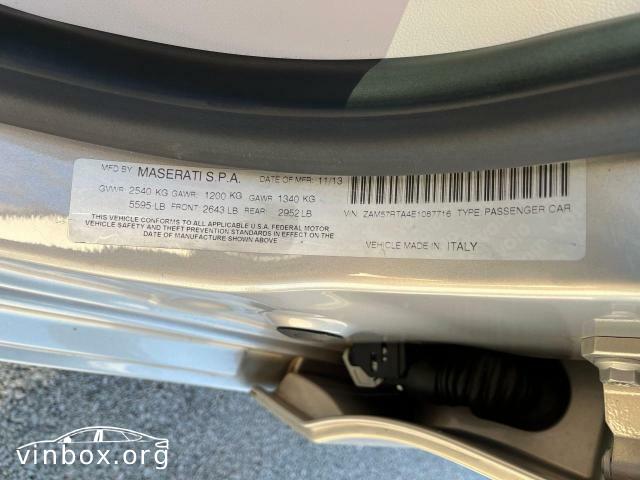 MFD BY MASERATI S.P.A. DATE OF MFR: 11/13
GVWR: 2540 KG GAWR: 1200 KG GAWR: 1340 KG
5595 LB FRONT: 2643 LB REAR: 2952 LB
THIS VEHICLE CONFORMS TO ALL APPLICABLE U.S.A. FEDERAL MOTOR
VEHICLE SAFETY AND THEFT PREVENTION STANDARDS IN EFFECT ON THE
DATE OF MANUFACTURE SHOWN ABOVE
VIN: ZAM57RTA4E1087716 TYPE: PASSENGER CAR
VEHICLE MADE IN: ITALY
vinbox.org